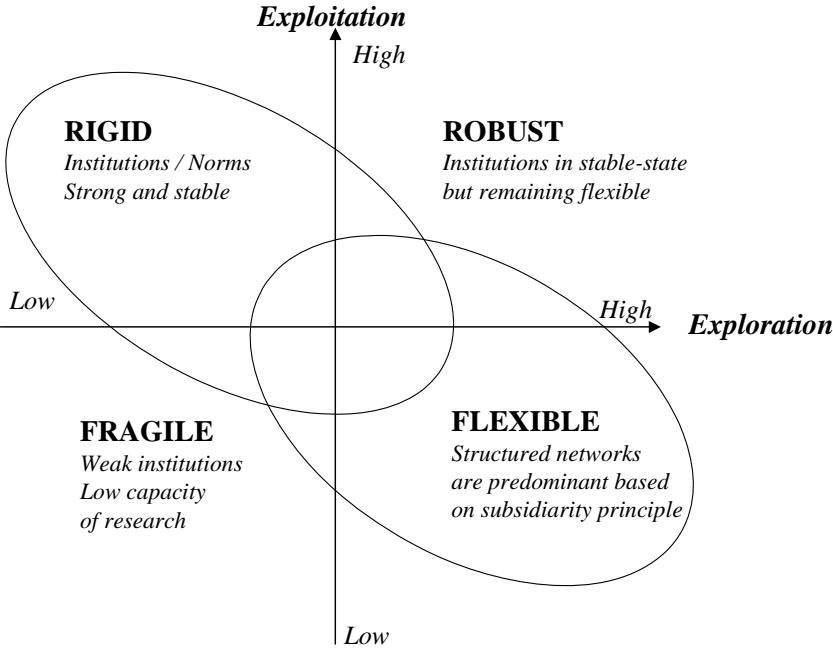 Exploitation
High
RIGID
Institutions / Norms
Strong and stable
ROBUST
Institutions in stable-state
but remaining flexible
Low
High
Exploration
FRAGILE
Weak institutions
Low capacity
of research
FLEXIBLE
Structured networks
are predominant based
on subsidiarity principle
Low